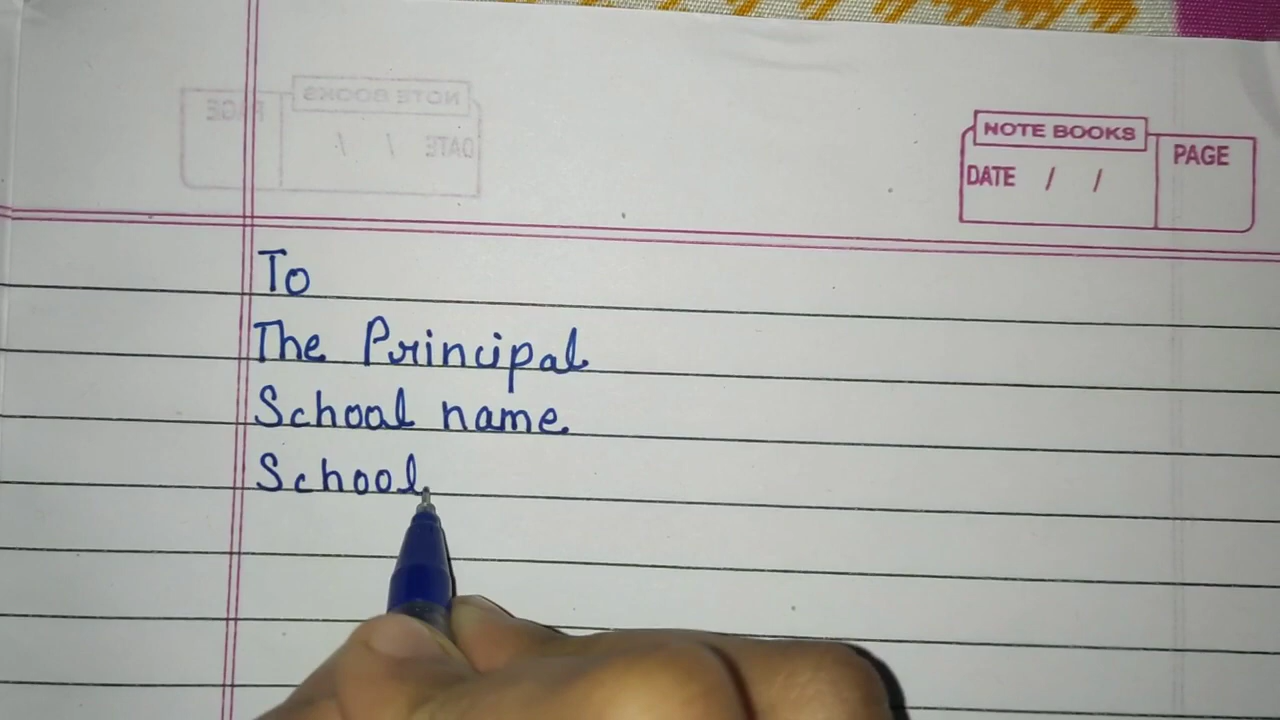 NOTE BOOKS
DATE / / PAGE
To
The Principal
School name
School